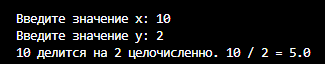 Введите значение x: 10
Введите значение y: 2
10 делится на 2 целочисленно. 10 / 2 = 5.0